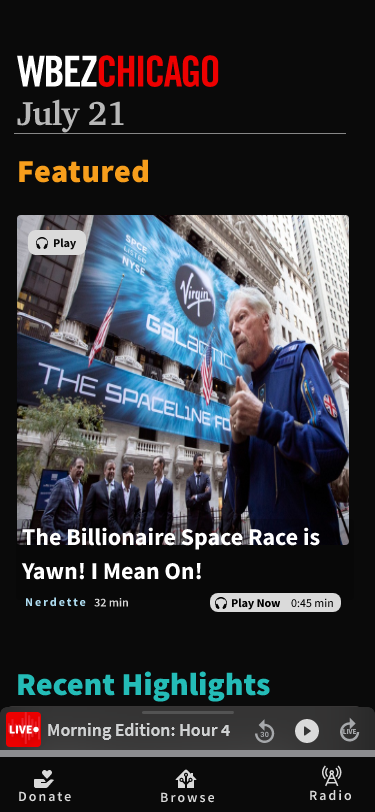 WBEZCHICAGO
July 21
Featured
Play
SPCE
LISTED
NYSE
Virgin
GALACTIC
THE SPACELINE FO
The Billionaire Space Race is
Yawn! I Mean On!
Nerdette 32 min
Play Now 0:45 min
Recent Highlights
LIVE Morning Edition: Hour 4 30 LIVE
Donate Browse Radio